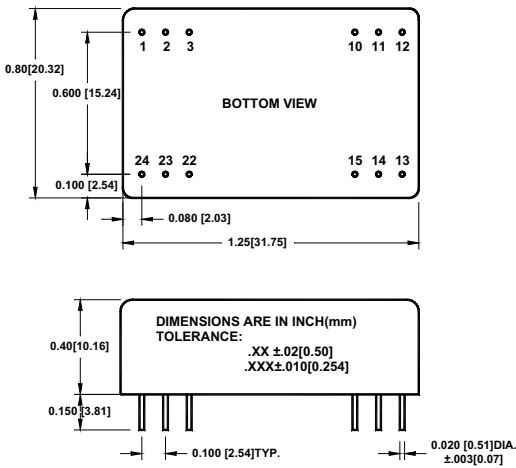 1 2 3 10 11 12
0.80[20.32]
0.600 [15.24]
BOTTOM VIEW
24 23 22 15 14 13
0.100 [2.54]
0.080 [2.03]
1.25[31.75]
DIMENSIONS ARE IN INCH(mm)
TOLERANCE:
.XX ±.02[0.50]
.XXX±.010[0.254]
0.40[10.16]
0.150 [3.81]
0.100 [2.54]TYP.
0.020 [0.51]DIA.
±.003[0.07]